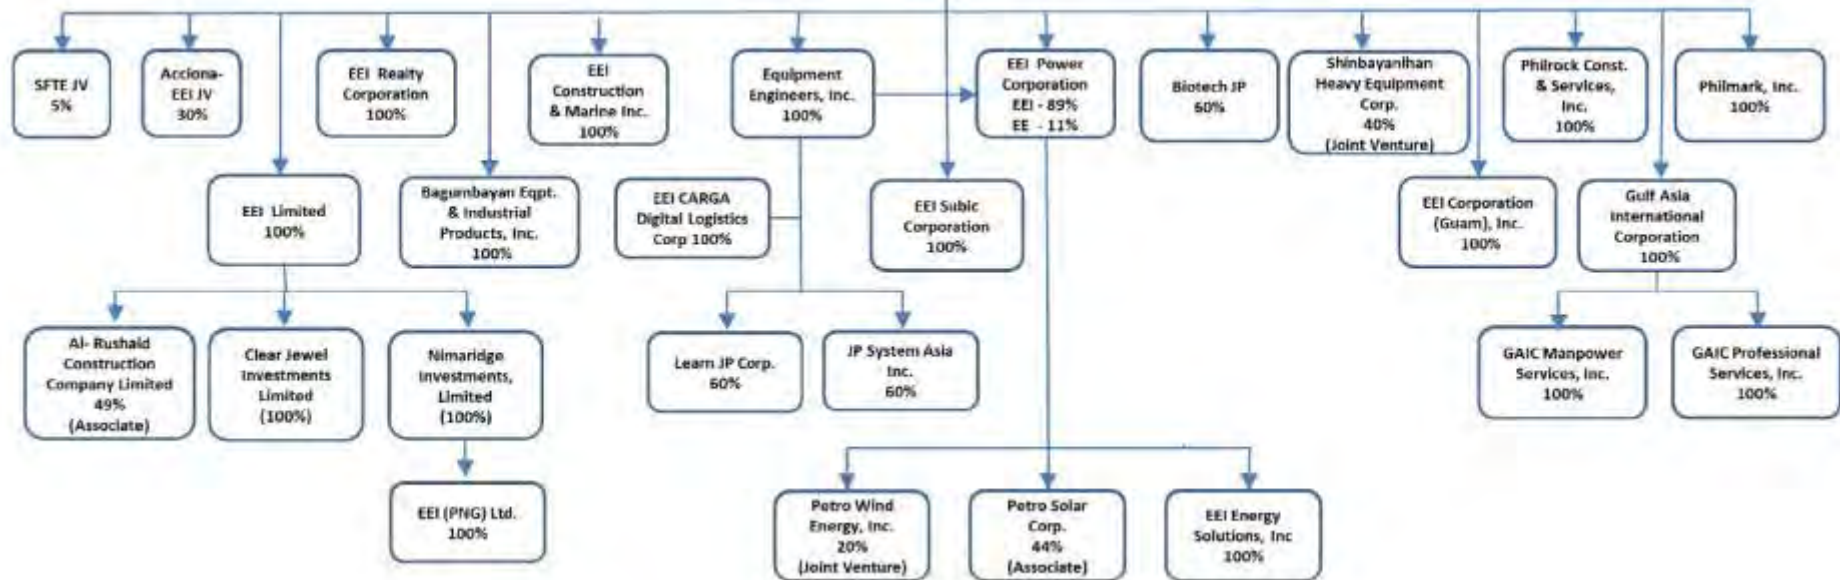 SFTE JV
5%
Acciona-
EEI JV
30%
EEI Realty
Corporation
100%
EEI
Construction
& Marine Inc.
100%
Equipment
Engineers, Inc.
100%
EEI Power
Corporation
EEI - 89%
EE - 11%
Biotech JP
60%
Shinbayanihan
Heavy Equipment
Corp.
40%
(Joint Venture)
Philrock Const.
& Services,
Inc.
100%
Philmark, Inc.
100%
EEI Limited
100%
Bagumbayan Eqpt.
& Industrial
Products, Inc.
100%
EEI CARGA
Digital Logistics
Corp 100%
EEI Subic
Corporation
100%
EEI Corporation
(Guam), Inc.
100%
Gulf Asia
International
Corporation
100%
Al- Rushaid
Construction
Company Limited
49%
(Associate)
Clear Jewel
Investments
Limited
(100%)
Nimaridge
Investments,
Limited
(100%)
Learn JP Corp.
60%
JP System Asia
Inc.
60%
GAIC Manpower
Services, Inc.
100%
GAIC Professional
Services, Inc.
100%
EEI (PNG) Ltd.
100%
Petro Wind
Energy, Inc.
20%
(Joint Venture)
Petro Solar
Corp.
44%
(Associate)
EEI Energy
Solutions, Inc
100%